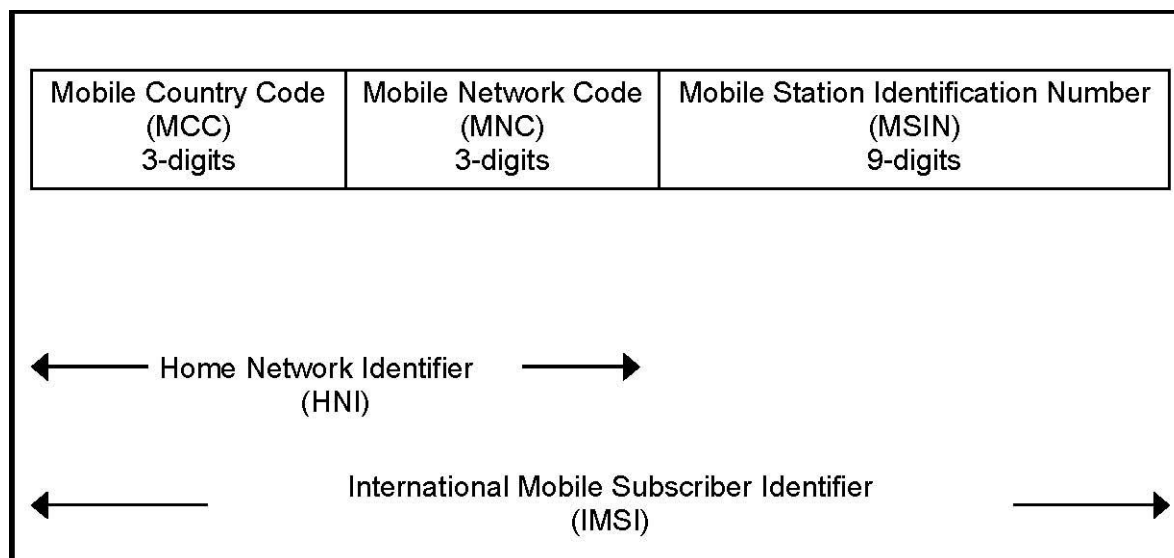 Mobile Country Code
(MCC)
3-digits
Mobile Network Code
(MNC)
3-digits
Mobile Station Identification Number
(MSIN)
9-digits
Home Network Identifier
(HNI)
International Mobile Subscriber Identifier
(IMSI)